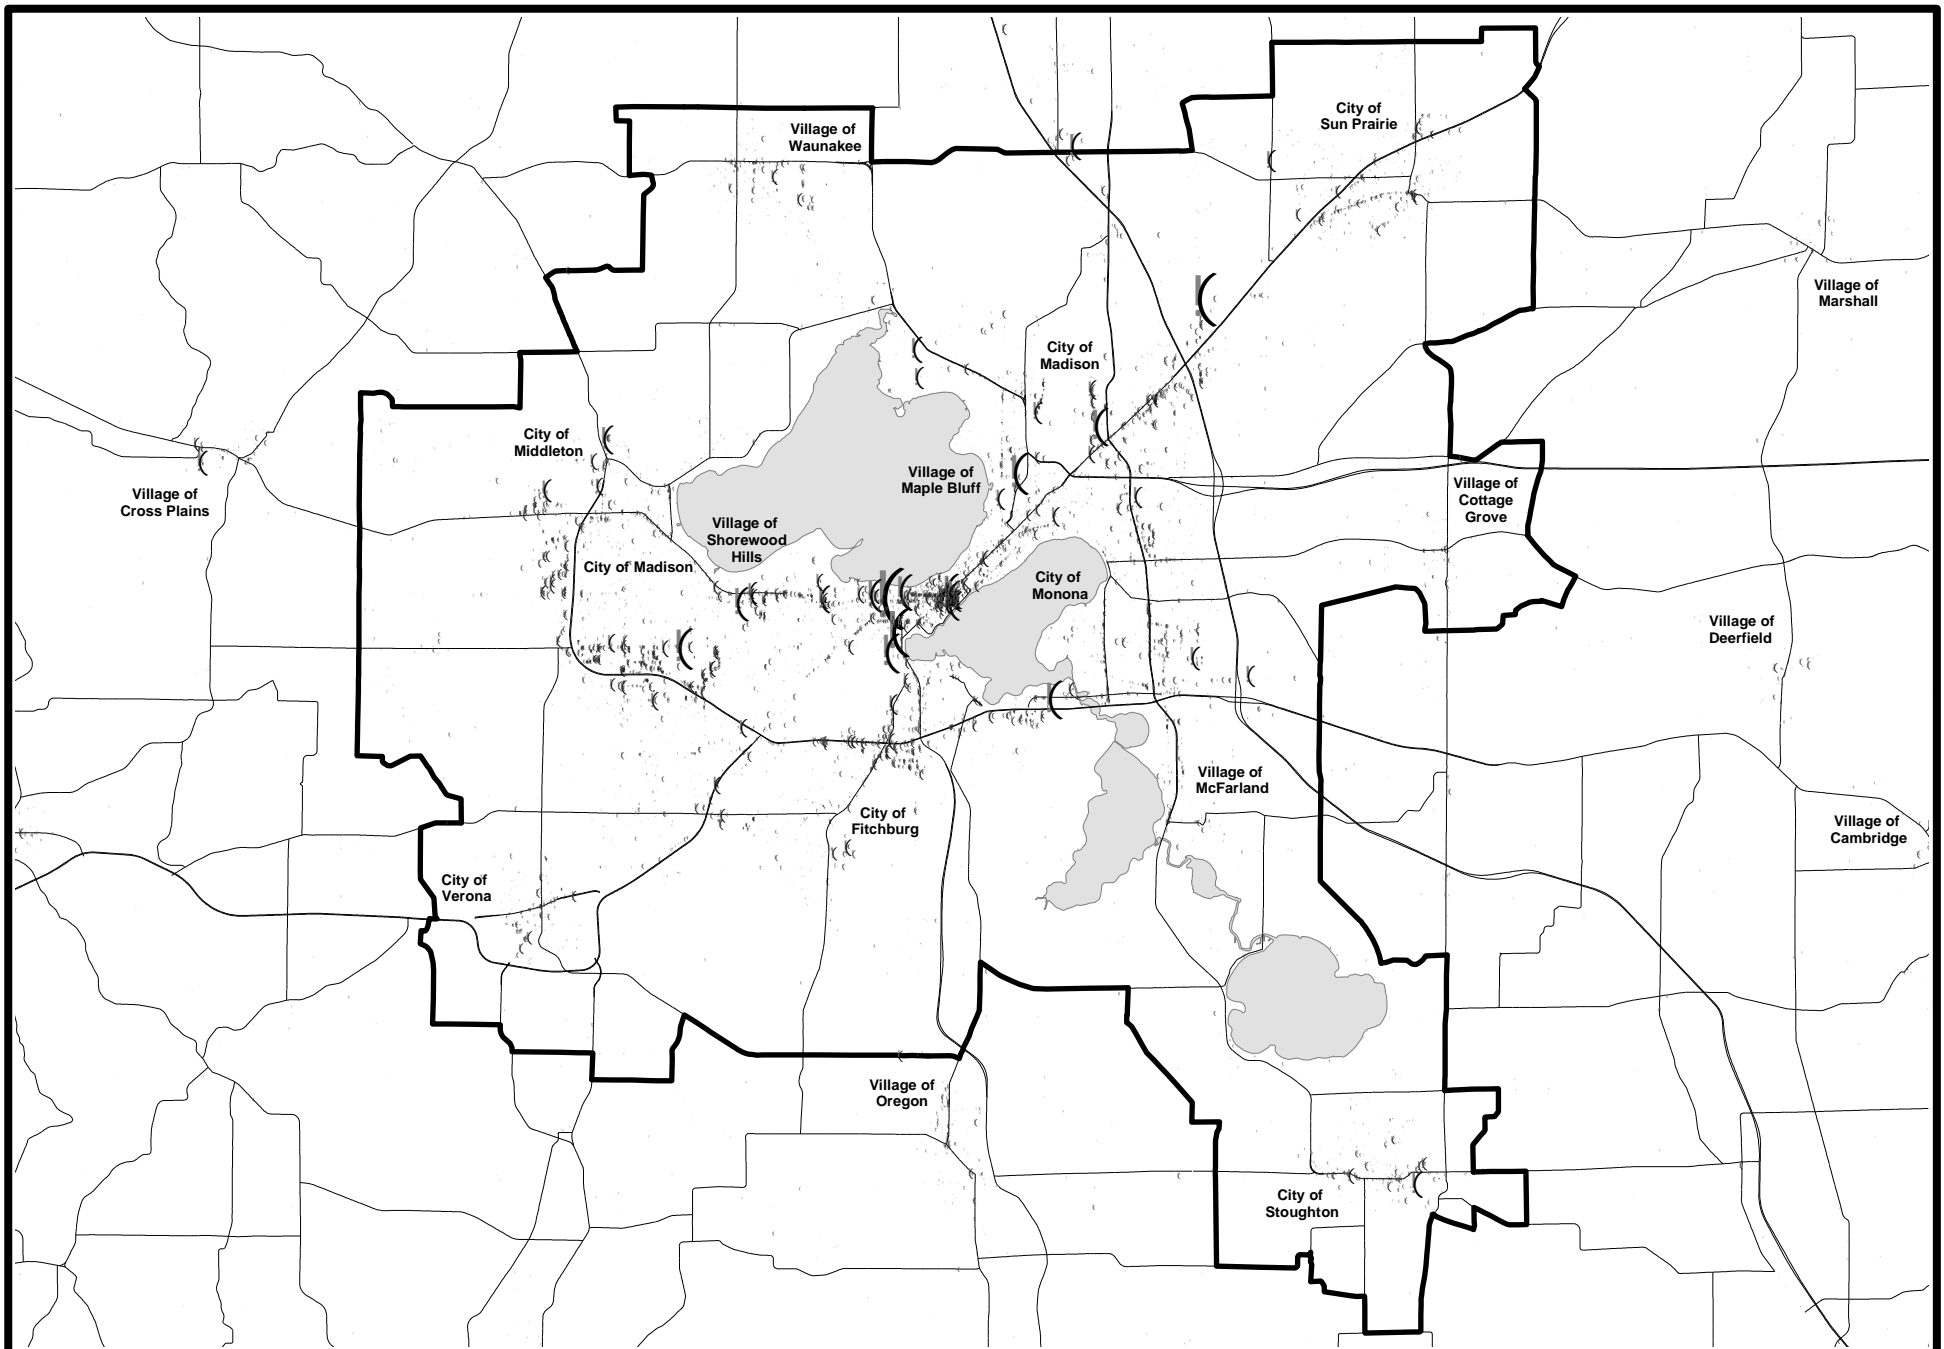 City of
Sun Prairie
Village of
Waunakee
Village of
Marshall
City of
Madison
City of
Middleton
Village of
Maple Bluff
Village of
Cross Plains
Village of
Cottage
Grove
Village of
Shorewood
Hills
City of Madison
City of
Monona
Village of
Deerfield
Village of
McFarland
City of
Fitchburg
Village of
Cambridge
City of
Verona
Village of
Oregon
City of
Stoughton